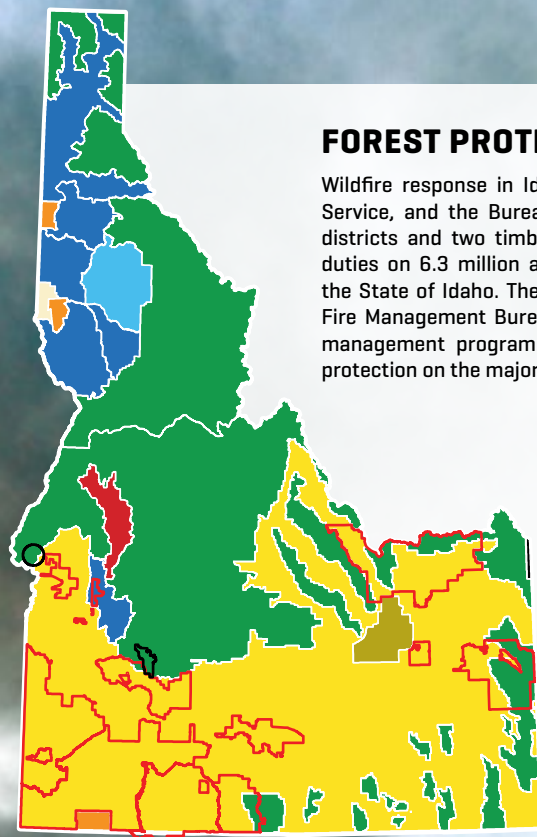 FOREST PROTE
Wildfire response in Id
Service, and the Burea
districts and two timb
duties on 6.3 million a
the State of Idaho. The
Fire Management Bure
management program
protection on the major